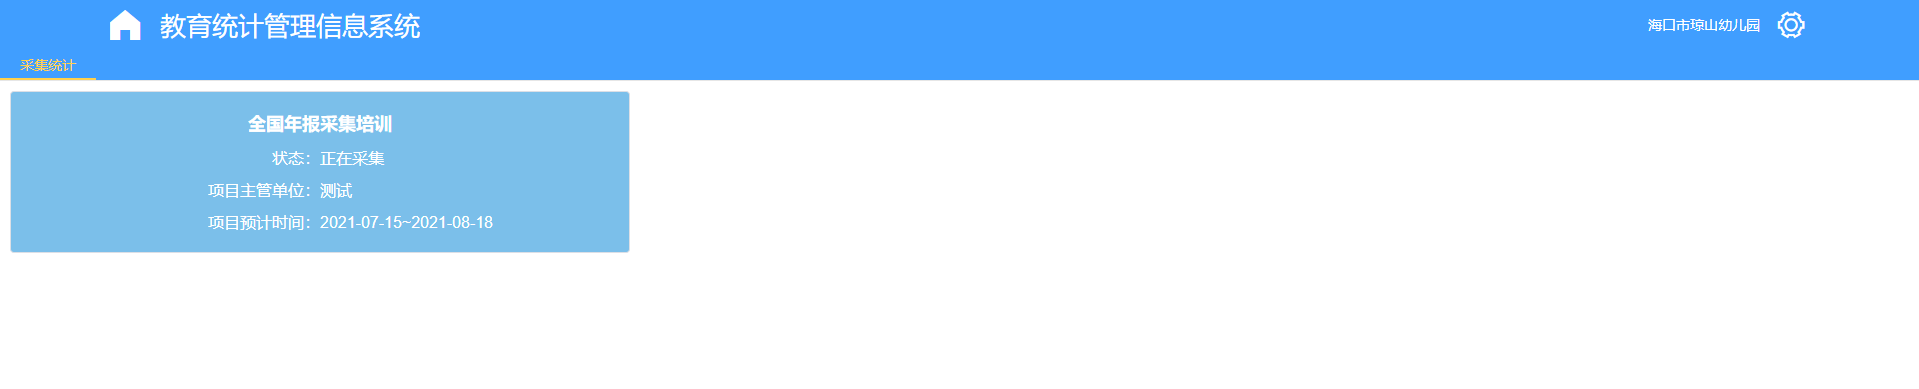 教育统计管理信息系统
海口市琼山幼儿园
采集统计
全国年报采集培训
状态：正在采集
项目主管单位：测试
项目预计时间：2021-07-15~2021-08-18